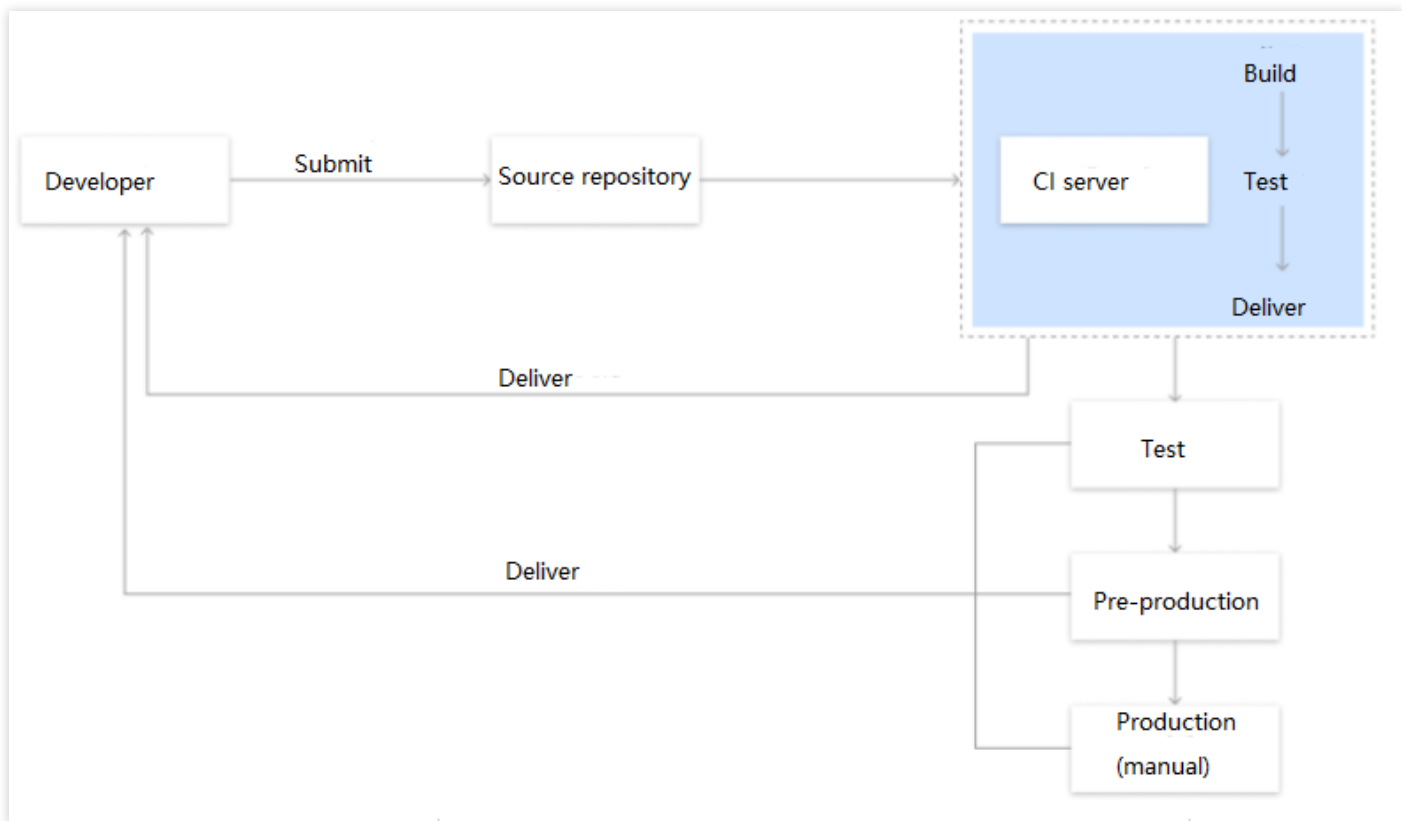 Build
Submit
Developer
Source repository
CI server
Test
Deliver
Deliver
Test
Deliver
Pre-production
Production
(manual)